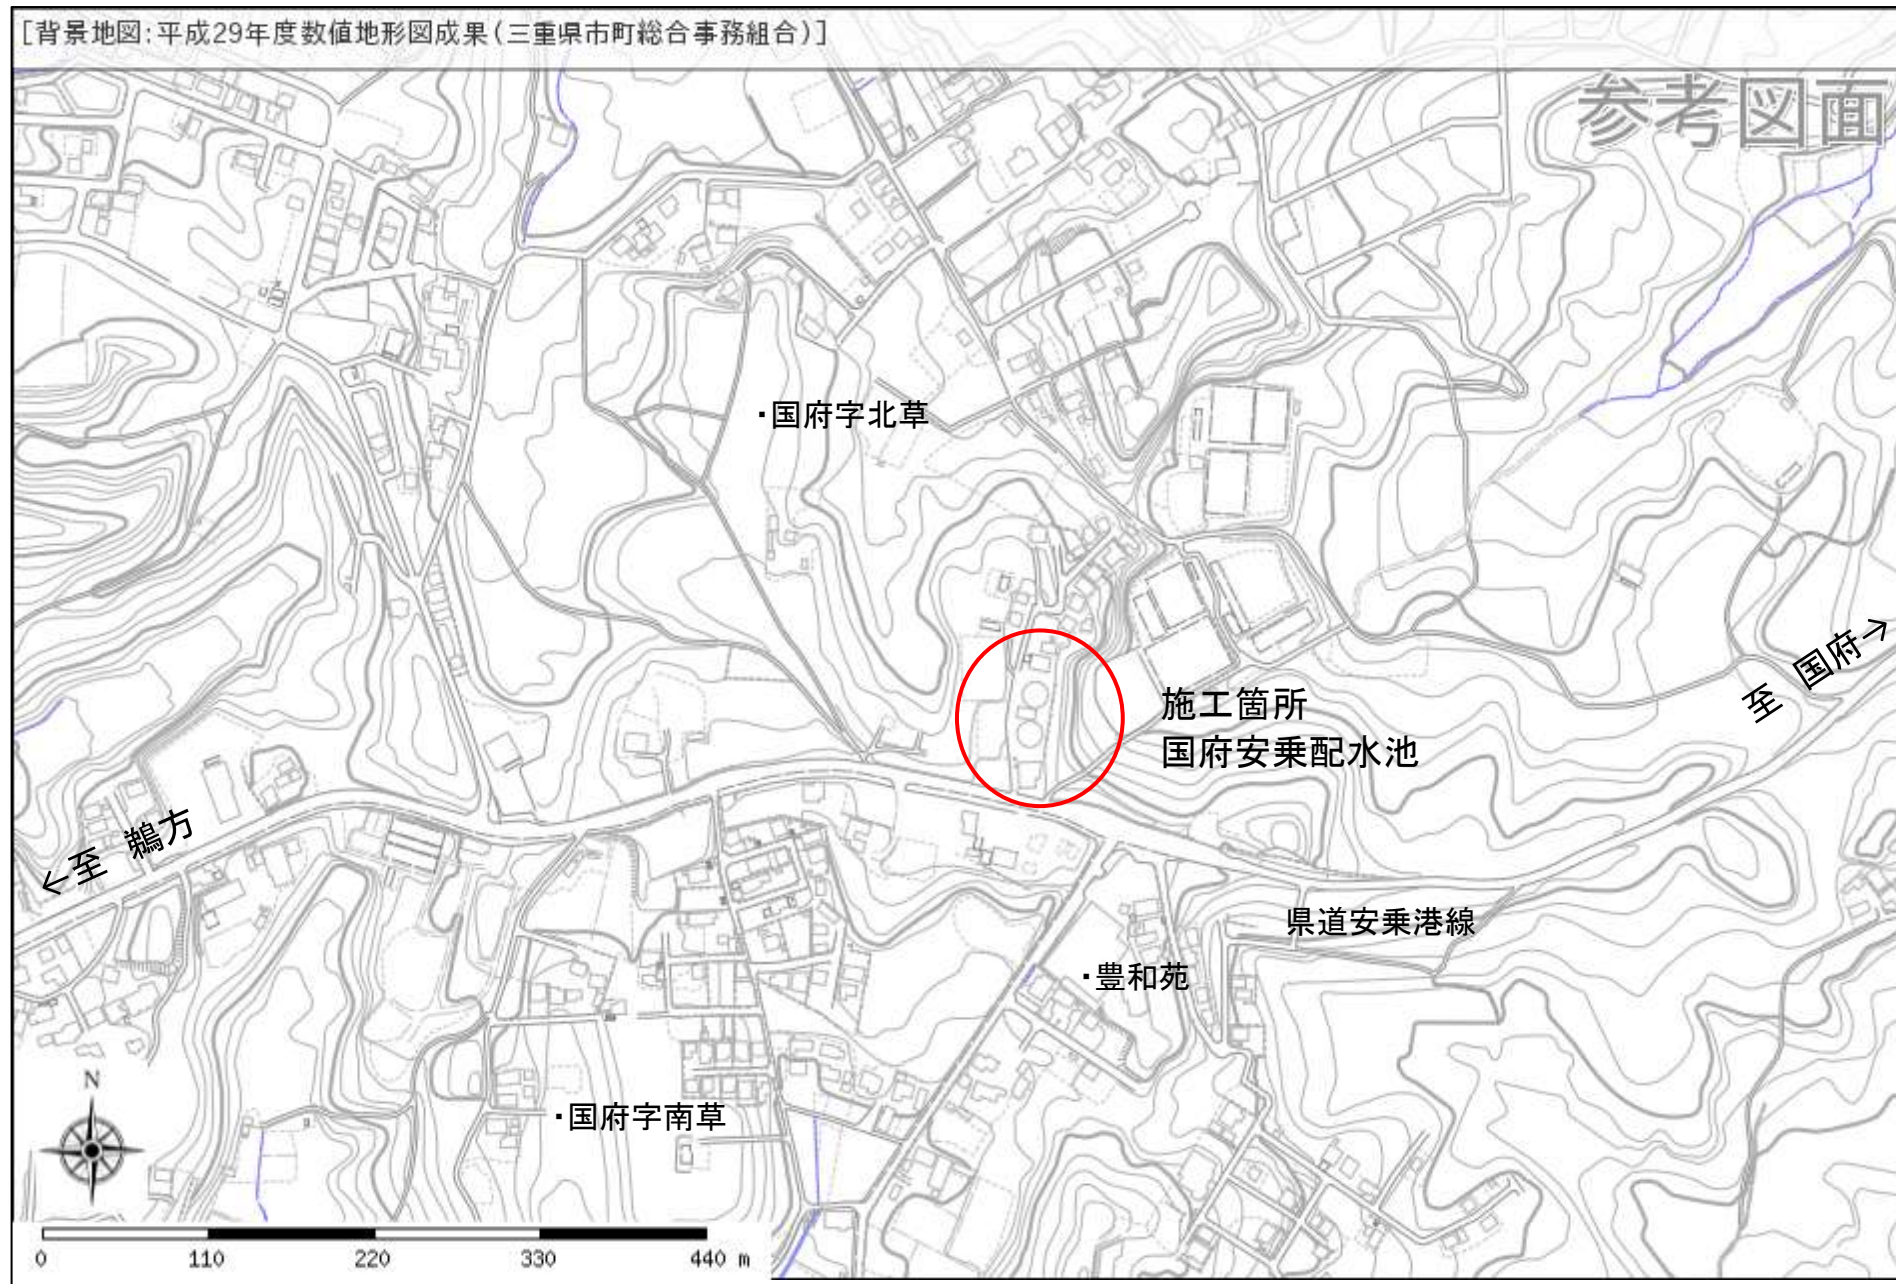 [背景地図:平成29年度数値地形図成果(三重県市町総合事務組合)]
参考図面
・国府字北草
至 国府→
施工箇所
国府安乗配水池
←至 鵜方
県道安乗港線
・豊和苑
N
・国府字南草
0 110 220 330 440 m